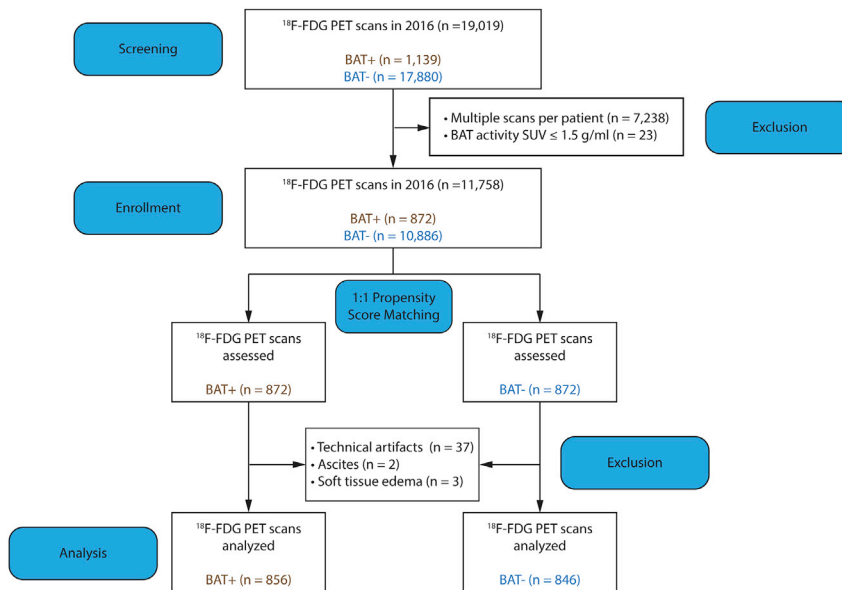 Screening
¹⁸F-FDG PET scans in 2016 (n =19,019)
BAT+ (n = 1,139)
BAT- (n = 17,880)
• Multiple scans per patient (n = 7,238)
• BAT activity SUV ≤ 1.5 g/ml (n = 23)
Exclusion
Enrollment
¹⁸F-FDG PET scans in 2016 (n =11,758)
BAT+ (n = 872)
BAT- (n = 10,886)
1:1 Propensity
Score Matching
¹⁸F-FDG PET scans
assessed
BAT+ (n = 872)
¹⁸F-FDG PET scans
assessed
BAT- (n = 872)
• Technical artifacts (n = 37)
• Ascites (n = 2)
• Soft tissue edema (n = 3)
Exclusion
Analysis
¹⁸F-FDG PET scans
analyzed
BAT+ (n = 856)
¹⁸F-FDG PET scans
analyzed
BAT- (n = 846)